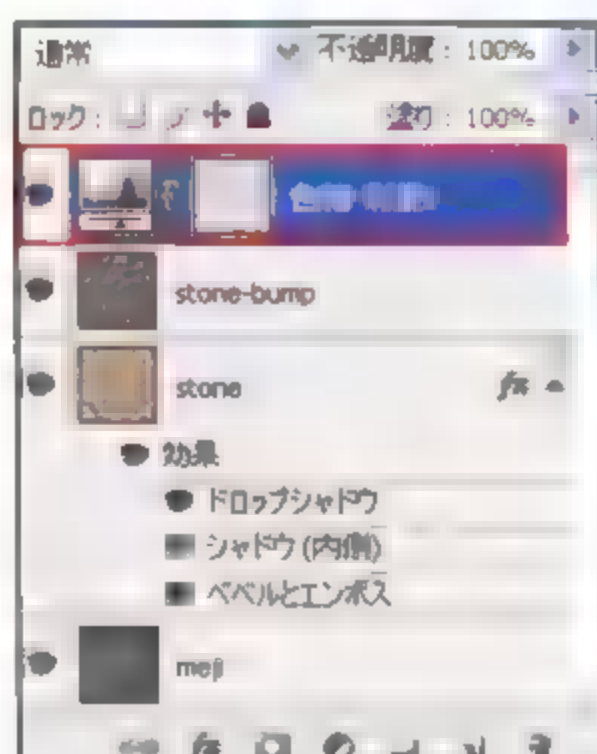 通常 不透明度 : 100%
ロック : 塗り : 100%
stone-bump
stone fx
効果
ドロップシャドウ
シャドウ (内側)
ベベルとエンボス
meji